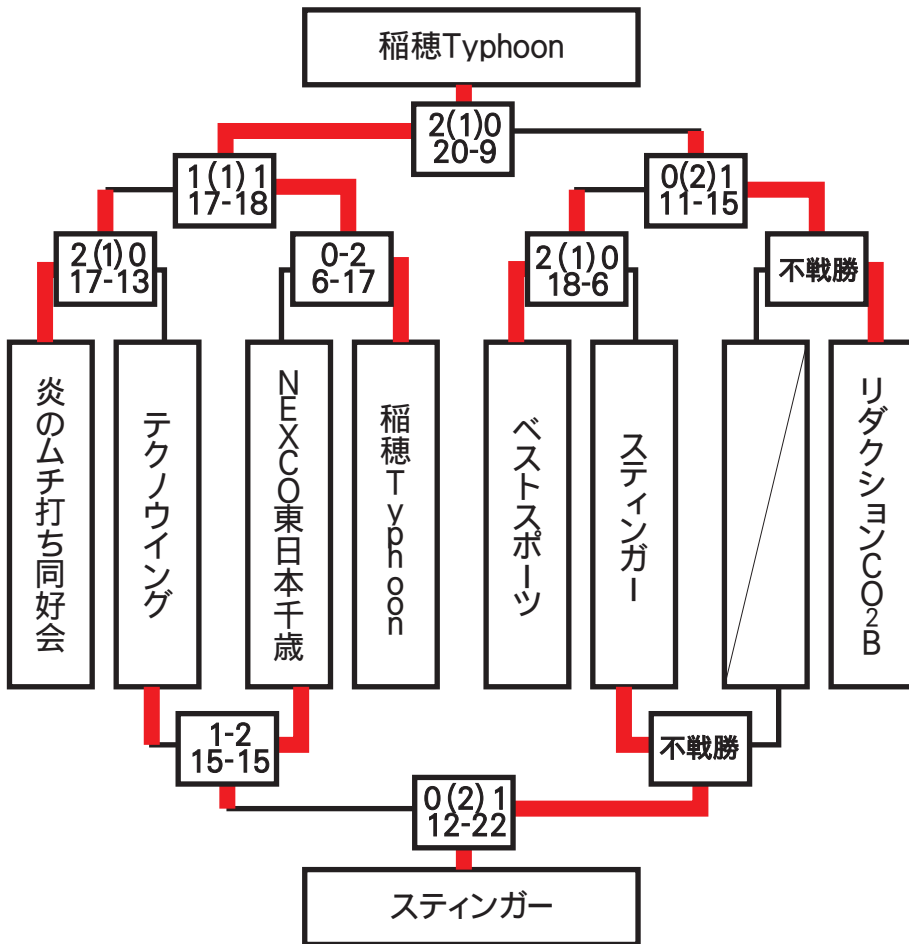 稲穂Typhoon
2(1)0
20-9
1(1)1
17-18
0(2)1
11-15
2(1)0
17-13
0-2
6-17
2(1)0
18-6
不戦勝
炎のムチ打ち同好会
テクノウイング
NEXCO東日本千歳
稲穂Typhoon
ベストスポーツ
スティンガー
リダクションCO₂B
1-2
15-15
不戦勝
0(2)1
12-22
スティンガー